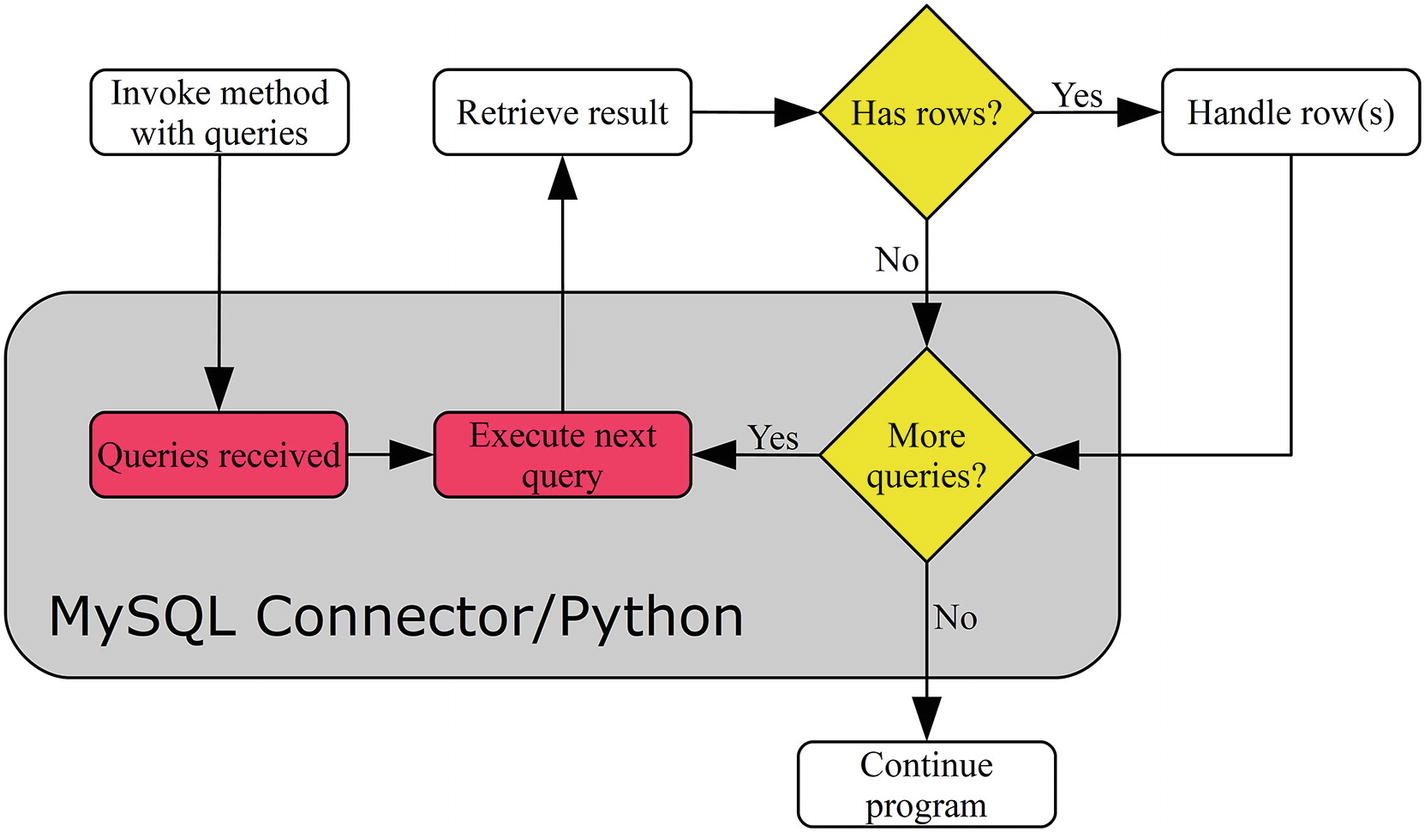 Invoke method
with queries
Retrieve result
Has rows?
Yes
Handle row(s)
No
Queries received
Execute next
query
Yes
More
queries?
MySQL Connector/Python
No
Continue
program